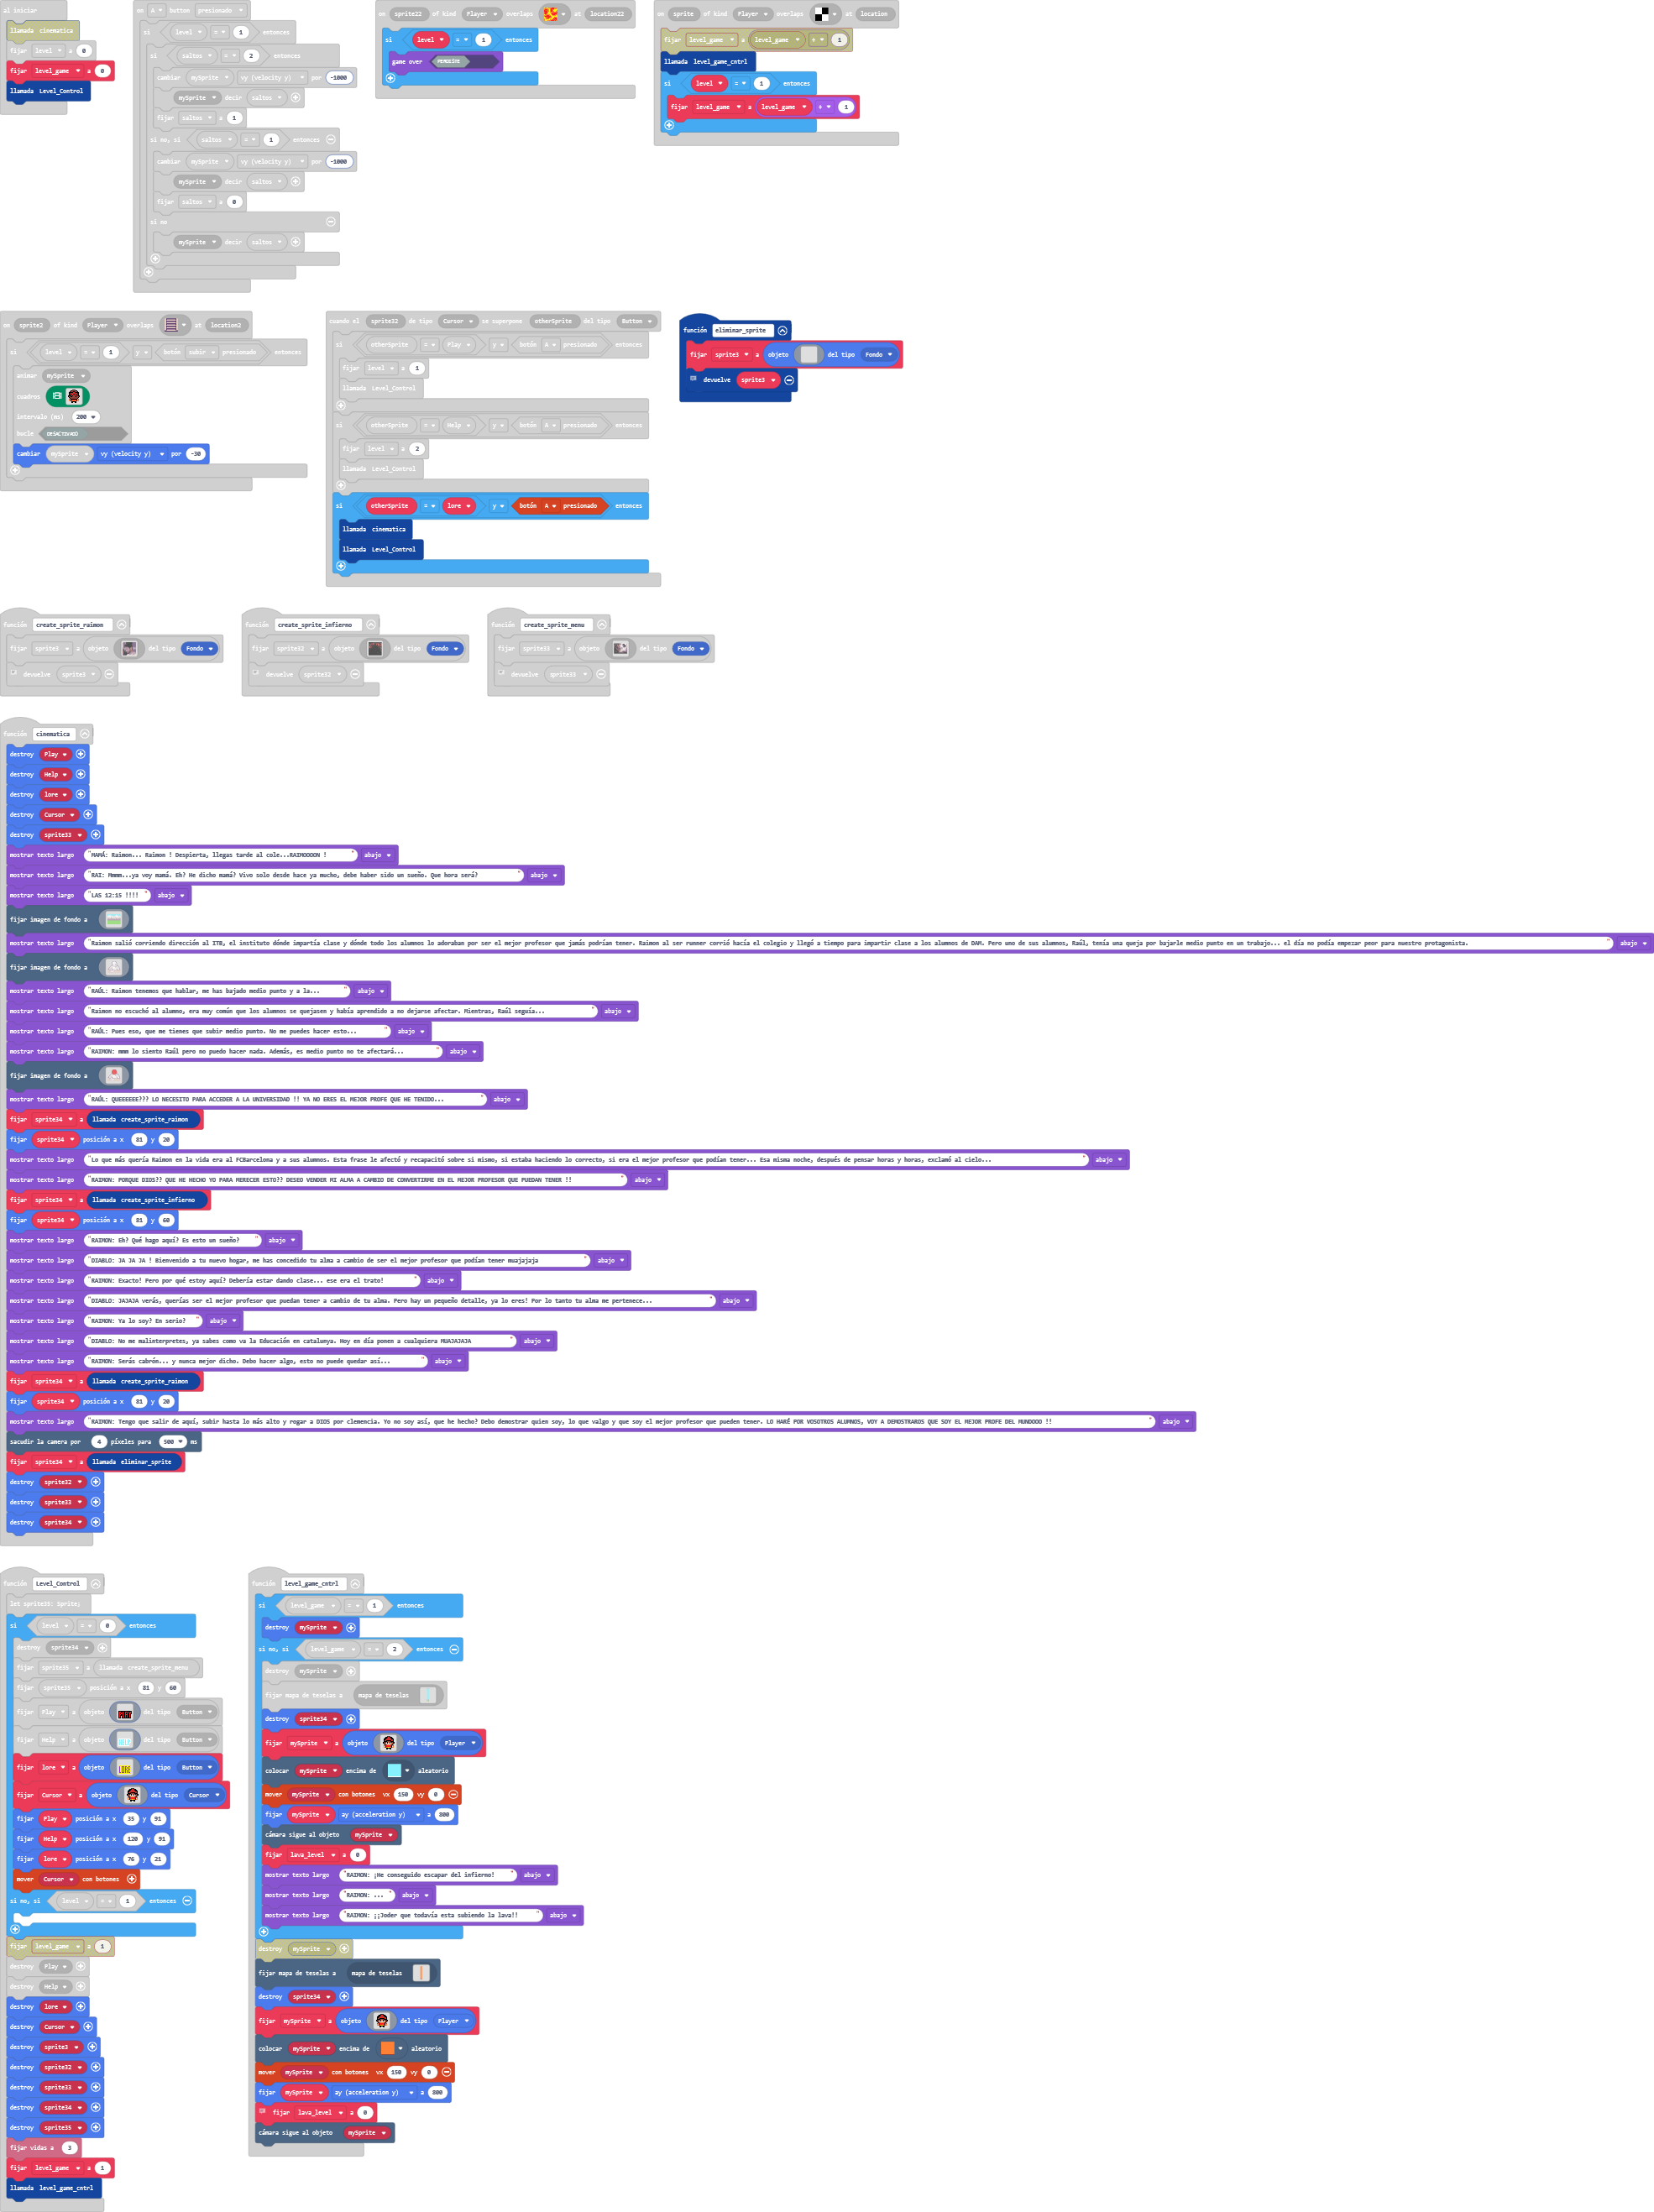 al iniciar
llamada cinematica
fijar level a 0
fijar level_game a 0
llamada Level_Control
on A button presionado
si level = 1 entonces
si saltos = 2 entonces
cambiar mySprite vy (velocity y) por -1000
mySprite decir saltos
fijar saltos a 1
si no, si saltos = 1 entonces
cambiar mySprite vy (velocity y) por -1000
mySprite decir saltos
fijar saltos a 0
si no
mySprite decir saltos
on sprite22 of kind Player overlaps at location22
si level = 1 entonces
game over PERDISTE
on sprite of kind Player overlaps at location
fijar level_game a level_game + 1
llamada level_game_cntrl
si level = 1 entonces
fijar level_game a level_game + 1
on sprite2 of kind Player overlaps at location2
si level = 1 y botón subir presionado entonces
animar mySprite
cuadros
intervalo (ms) 200
bucle DESACTIVADO
cambiar mySprite vy (velocity y) por -30
cuando el sprite32 de tipo Cursor se superpone otherSprite del tipo Button
si otherSprite = Play y botón A presionado entonces
fijar level a 1
llamada Level_Control
si otherSprite = Help y botón A presionado entonces
fijar level a 2
llamada Level_Control
si otherSprite = lore y botón A presionado entonces
llamada cinematica
llamada Level_Control
función eliminar_sprite
fijar sprite3 a objeto del tipo Fondo
devuelve sprite3
función create_sprite_raimon
fijar sprite3 a objeto del tipo Fondo
devuelve sprite3
función create_sprite_infierno
fijar sprite32 a objeto del tipo Fondo
devuelve sprite32
función create_sprite_menu
fijar sprite33 a objeto del tipo Fondo
devuelve sprite33
función cinematica
destroy Play
destroy Help
destroy lore
destroy Cursor
destroy sprite33
mostrar texto largo "MAMÁ: Raimon... Raimon ! Despierta, llegas tarde al cole...RAIMOOOON !" abajo
mostrar texto largo "RAI: Mmmm...ya voy mamá. Eh? He dicho mamá? Vivo solo desde hace ya mucho, debe haber sido un sueño. Que hora será?" abajo
mostrar texto largo "LAS 12:15 !!!!" abajo
fijar imagen de fondo a
mostrar texto largo "Raimon salió corriendo dirección al ITB, el instituto dónde impartía clase y dónde todo los alumnos lo adoraban por ser el mejor profesor que jamás podrían tener. Raimon al ser runner corrió hacía el colegio y llegó a tiempo para impartir clase a los alumnos de DAM. Pero uno de sus alumnos, Raúl, tenía una queja por bajarle medio punto en un trabajo... el día no podía empezar peor para nuestro protagonista." abajo
fijar imagen de fondo a
mostrar texto largo "RAÚL: Raimon tenemos que hablar, me has bajado medio punto y a la..." abajo
mostrar texto largo "Raimon no escuchó al alumno, era muy común que los alumnos se quejasen y había aprendido a no dejarse afectar. Mientras, Raúl seguía..." abajo
mostrar texto largo "RAÚL: Pues eso, que me tienes que subir medio punto. No me puedes hacer esto..." abajo
mostrar texto largo "RAIMON: mmm lo siento Raúl pero no puedo hacer nada. Además, es medio punto no te afectará..." abajo
fijar imagen de fondo a
mostrar texto largo "RAÚL: QUEEEEEE??? LO NECESITO PARA ACCEDER A LA UNIVERSIDAD !! YA NO ERES EL MEJOR PROFE QUE HE TENIDO..." abajo
fijar sprite34 a llamada create_sprite_raimon
fijar sprite34 posición a x 81 y 20
mostrar texto largo "Lo que más quería Raimon en la vida era al FCBarcelona y a sus alumnos. Esta frase le afectó y recapacitó sobre si mismo, si estaba haciendo lo correcto, si era el mejor profesor que podían tener... Esa misma noche, después de pensar horas y horas, exclamó al cielo..." abajo
mostrar texto largo "RAIMON: PORQUE DIOS?? QUE HE HECHO YO PARA MERECER ESTO?? DESEO VENDER MI ALMA A CAMBIO DE CONVERTIRME EN EL MEJOR PROFESOR QUE PUEDAN TENER !!" abajo
fijar sprite34 a llamada create_sprite_infierno
fijar sprite34 posición a x 81 y 60
mostrar texto largo "RAIMON: Eh? Qué hago aquí? Es esto un sueño?" abajo
mostrar texto largo "DIABLO: JA JA JA ! Bienvenido a tu nuevo hogar, me has concedido tu alma a cambio de ser el mejor profesor que podían tener muajajaja" abajo
mostrar texto largo "RAIMON: Exacto! Pero por qué estoy aquí? Debería estar dando clase... ese era el trato!" abajo
mostrar texto largo "DIABLO: JAJAJA verás, querías ser el mejor profesor que puedan tener a cambio de tu alma. Pero hay un pequeño detalle, ya lo eres! Por lo tanto tu alma me pertenece..." abajo
mostrar texto largo "RAIMON: Ya lo soy? En serio?" abajo
mostrar texto largo "DIABLO: No me malinterpretes, ya sabes como va la Educación en catalunya. Hoy en día ponen a cualquiera MUAJAJAJA" abajo
mostrar texto largo "RAIMON: Serás cabrón... y nunca mejor dicho. Debo hacer algo, esto no puede quedar así..." abajo
fijar sprite34 a llamada create_sprite_raimon
fijar sprite34 posición a x 81 y 20
mostrar texto largo "RAIMON: Tengo que salir de aquí, subir hasta lo más alto y rogar a DIOS por clemencia. Yo no soy así, que he hecho? Debo demostrar quien soy, lo que valgo y que soy el mejor profesor que pueden tener. LO HARÉ POR VOSOTROS ALUMNOS, VOY A DEMOSTRAROS QUE SOY EL MEJOR PROFE DEL MUNDOOO !!" abajo
sacudir la camera por 4 píxeles para 500 ms
fijar sprite34 a llamada eliminar_sprite
destroy sprite32
destroy sprite33
destroy sprite34
función Level_Control
let sprite35: Sprite;
si level = 0 entonces
destroy sprite34
fijar sprite35 a llamada create_sprite_menu
fijar sprite35 posición a x 81 y 60
fijar Play a objeto PLAY del tipo Button
fijar Help a objeto HELP del tipo Button
fijar lore a objeto LORE del tipo Button
fijar Cursor a objeto del tipo Cursor
fijar Play posición a x 35 y 91
fijar Help posición a x 120 y 91
fijar lore posición a x 76 y 21
mover Cursor con botones
si no, si level = 1 entonces
fijar level_game a 1
destroy Play
destroy Help
destroy lore
destroy Cursor
destroy sprite3
destroy sprite32
destroy sprite33
destroy sprite34
destroy sprite35
fijar vidas a 3
fijar level_game a 1
llamada level_game_cntrl
función level_game_cntrl
si level_game = 1 entonces
destroy mySprite
si no, si level_game = 2 entonces
destroy mySprite
fijar mapa de teselas a mapa de teselas
destroy sprite34
fijar mySprite a objeto del tipo Player
colocar mySprite encima de aleatorio
mover mySprite con botones vx 150 vy 0
fijar mySprite ay (acceleration y) a 800
cámara sigue al objeto mySprite
fijar lava_level a 0
mostrar texto largo "RAIMON: ¡He conseguido escapar del infierno!" abajo
mostrar texto largo "RAIMON: ..." abajo
mostrar texto largo "RAIMON: ¡¡Joder que todavía esta subiendo la lava!!" abajo
destroy mySprite
fijar mapa de teselas a mapa de teselas
destroy sprite34
fijar mySprite a objeto del tipo Player
colocar mySprite encima de aleatorio
mover mySprite con botones vx 150 vy 0
fijar mySprite ay (acceleration y) a 800
fijar lava_level a 0
cámara sigue al objeto mySprite